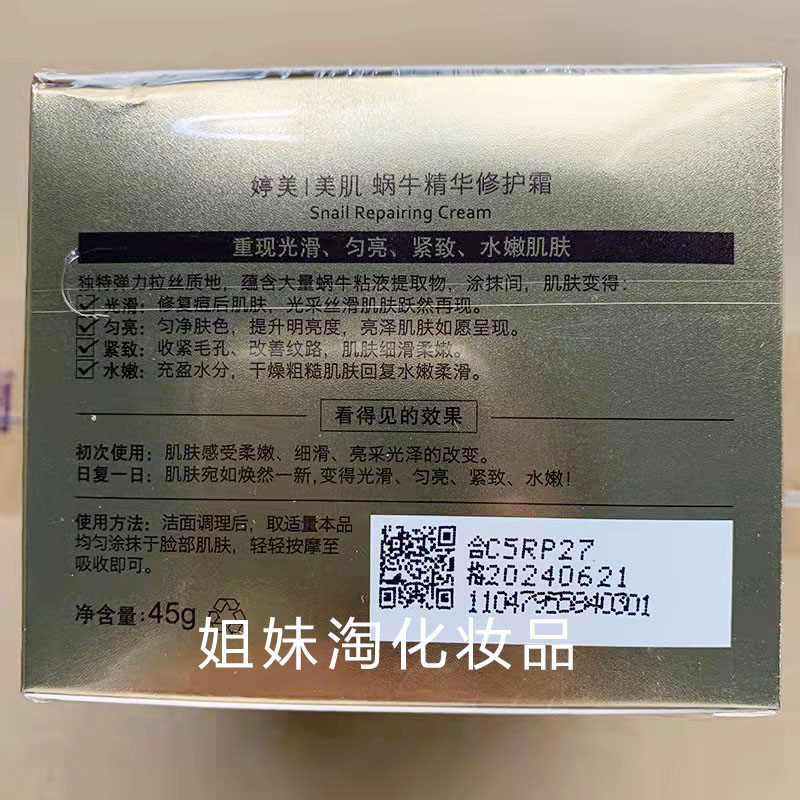 婷美|美肌 蜗牛精华修护霜
Snail Repairing Cream
重现光滑、匀亮、紧致、水嫩肌肤
独特弹力拉丝质地，蕴含大量蜗牛粘液提取物，涂抹间，肌肤变得：
光滑：修复痘后肌肤，光采丝滑肌肤跃然再现。
匀亮：匀净肤色，提升明亮度，亮泽肌肤如愿呈现。
紧致：收紧毛孔、改善纹路，肌肤细滑柔嫩。
水嫩：充盈水分，干燥粗糙肌肤回复水嫩柔滑。
看得见的效果
初次使用：肌肤感受柔嫩、细滑、亮采光泽的改变。
日复一日：肌肤宛如焕然一新,变得光滑、匀亮、紧致、水嫩！
使用方法：洁面调理后，取适量本品
均匀涂抹于脸部肌肤，轻轻按摩至
吸收即可。
净含量：45g
合C5RP27
格20240621
姐妹淘化妆品